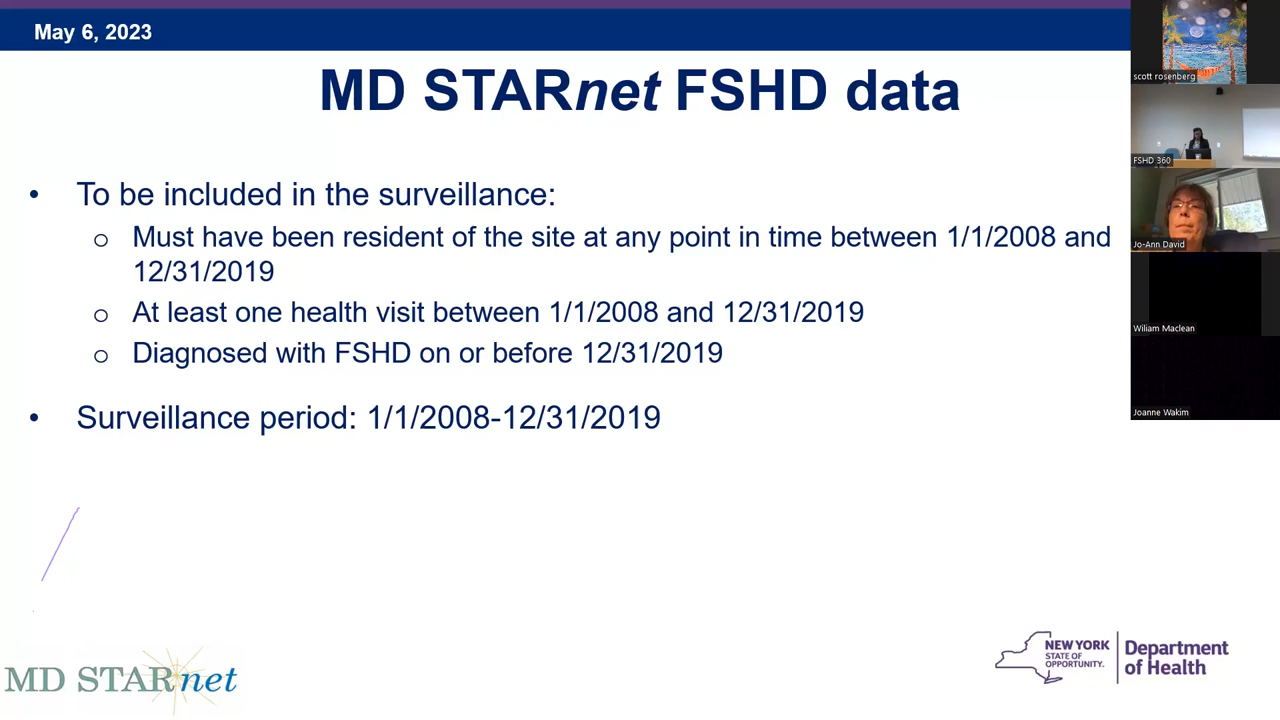 May 6, 2023
MD STARnet FSHD data
• To be included in the surveillance:
o Must have been resident of the site at any point in time between 1/1/2008 and
12/31/2019
o At least one health visit between 1/1/2008 and 12/31/2019
o Diagnosed with FSHD on or before 12/31/2019
• Surveillance period: 1/1/2008-12/31/2019
MD STARnet
NEW YORK
STATE OF
OPPORTUNITY.
Department
of Health
scott rosenberg
FSHD 360
Jo-Ann David
Wiliam Maclean
Joanne Wakim